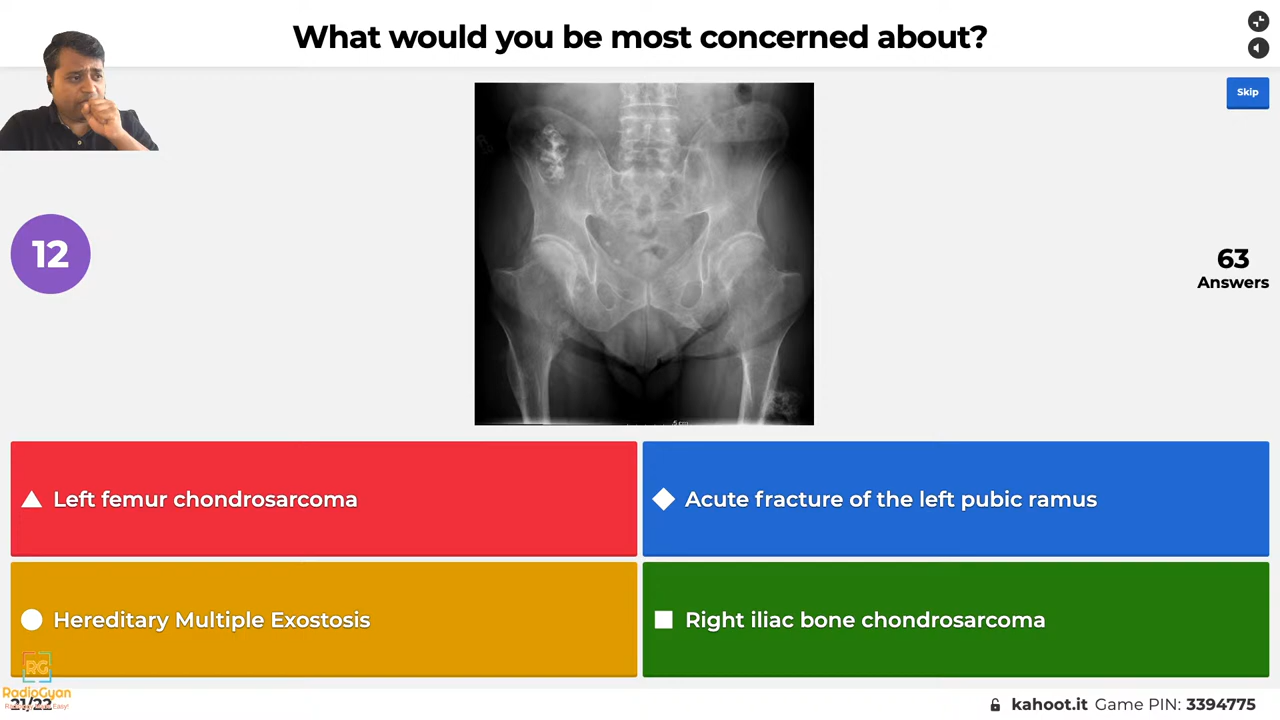 What would you be most concerned about?
Skip
12
63
Answers
Left femur chondrosarcoma
Acute fracture of the left pubic ramus
Hereditary Multiple Exostosis
Right iliac bone chondrosarcoma
RG
RadioGyan
21/22
kahoot.it Game PIN: 3394775